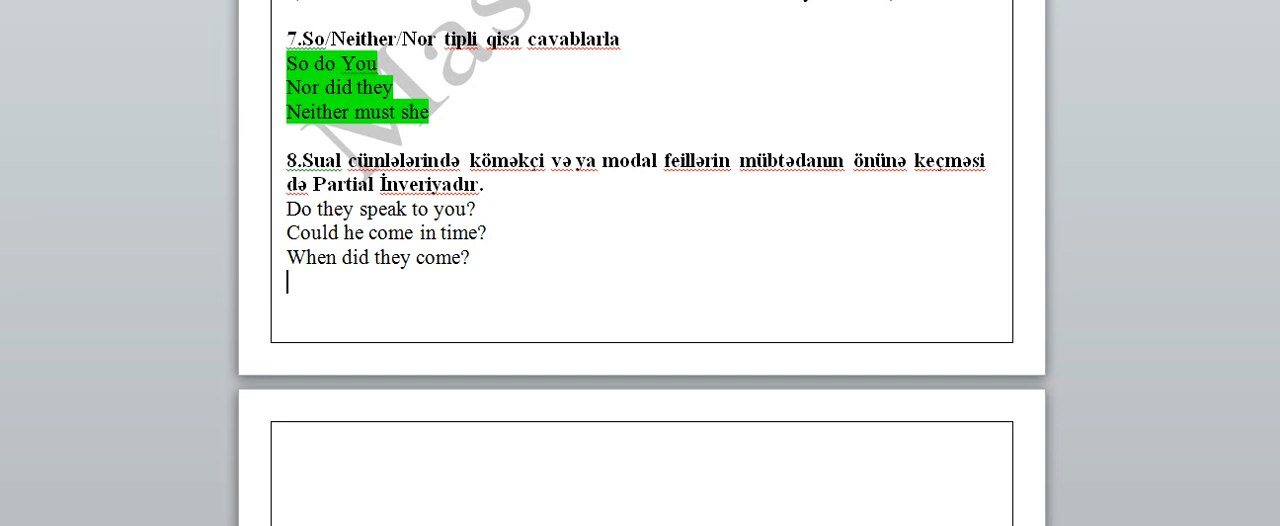 7.So/Neither/Nor tipli qisa cavablarla
So do You
Nor did they
Neither must she
8.Sual cümlələrində köməkçi və ya modal feillərin mübtədanın önünə keçməsi
də Partial İnveriyadır.
Do they speak to you?
Could he come in time?
When did they come?
Mas